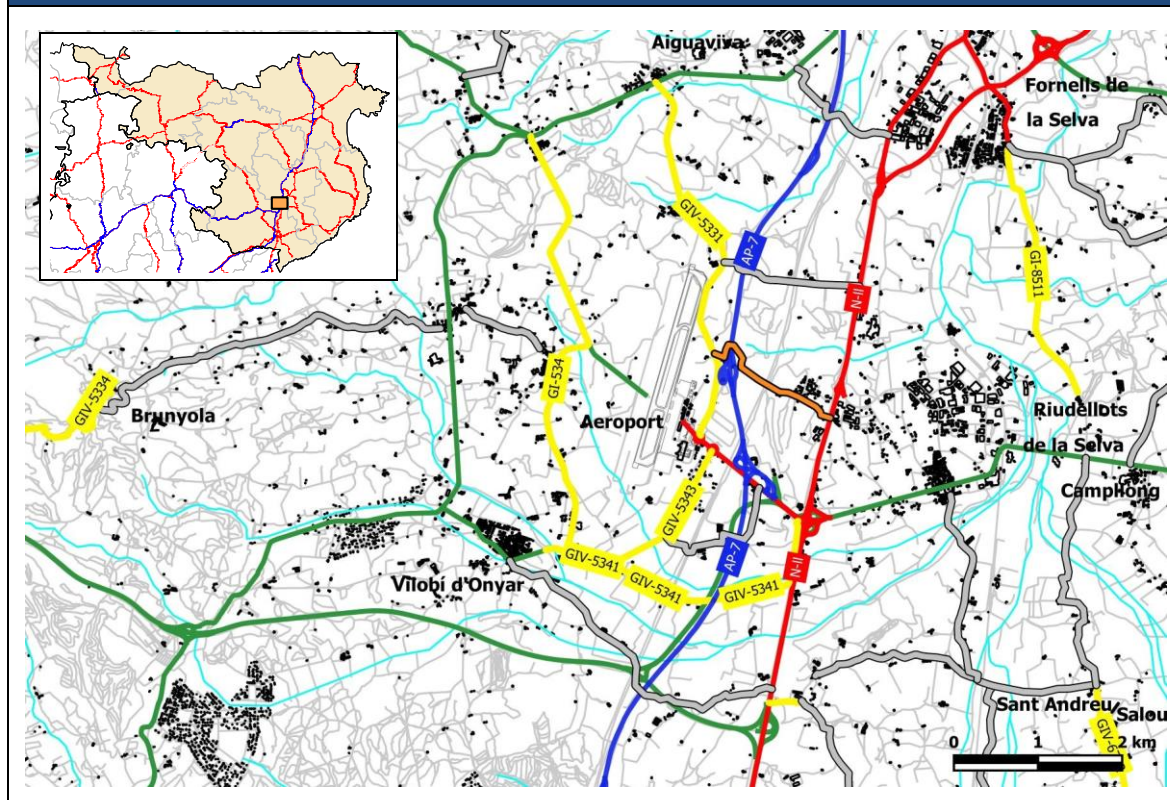 Aiguaviva
Fornells de
la Selva
GIV-5331
AP-7
GI-8511
N-II
GIV-5334
Brunyola
GI-534
Aeroport
Riudellots
de la Selva
Campllong
GIV-5343
Vilobí d'Onyar
GIV-5341
GIV-5341
GIV-5341
AP-7
N-II
Sant Andreu Salou
GIV-6
0 1 2 km